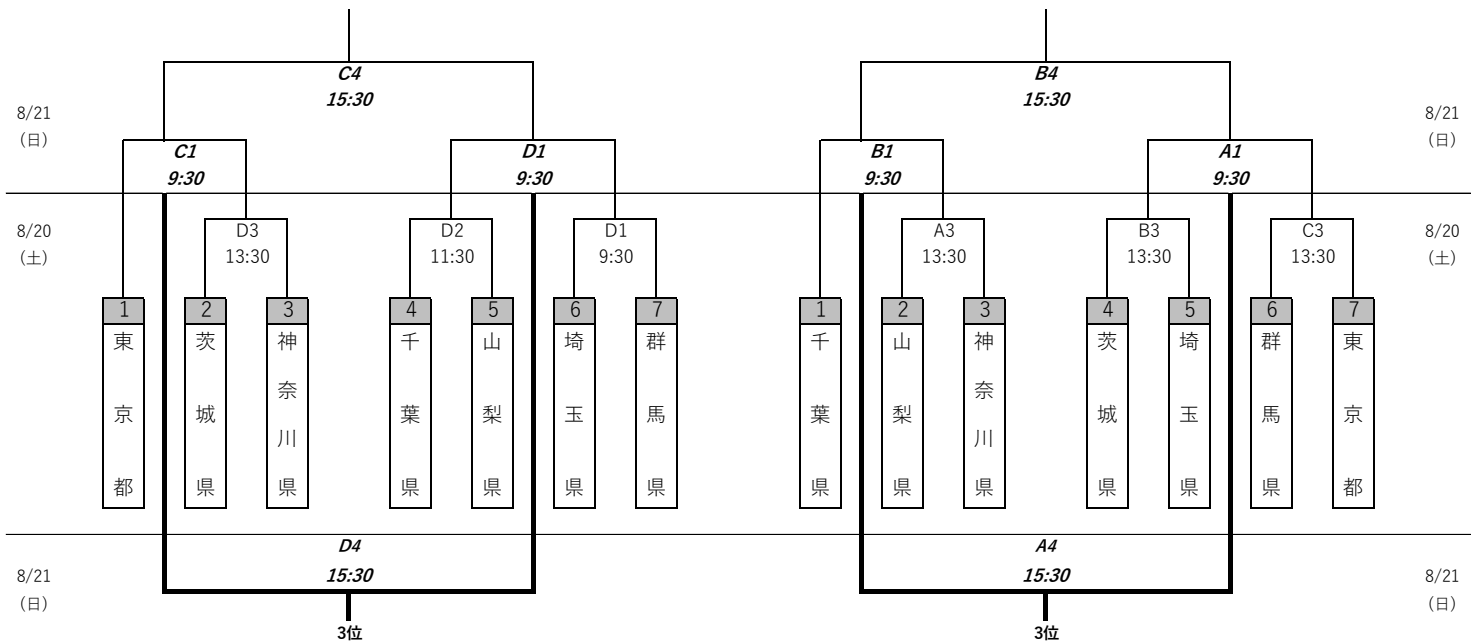 C4
15:30
B4
15:30
8/21
(日)
8/21
(日)
C1
9:30
D1
9:30
B1
9:30
A1
9:30
8/20
(土)
8/20
(土)
D3
13:30
D2
11:30
D1
9:30
A3
13:30
B3
13:30
C3
13:30
1
東京都
2
茨城県
3
神奈川県
4
千葉県
5
山梨県
6
埼玉県
7
群馬県
1
千葉県
2
山梨県
3
神奈川県
4
茨城県
5
埼玉県
6
群馬県
7
東京都
D4
15:30
A4
15:30
8/21
(日)
8/21
(日)
3位
3位